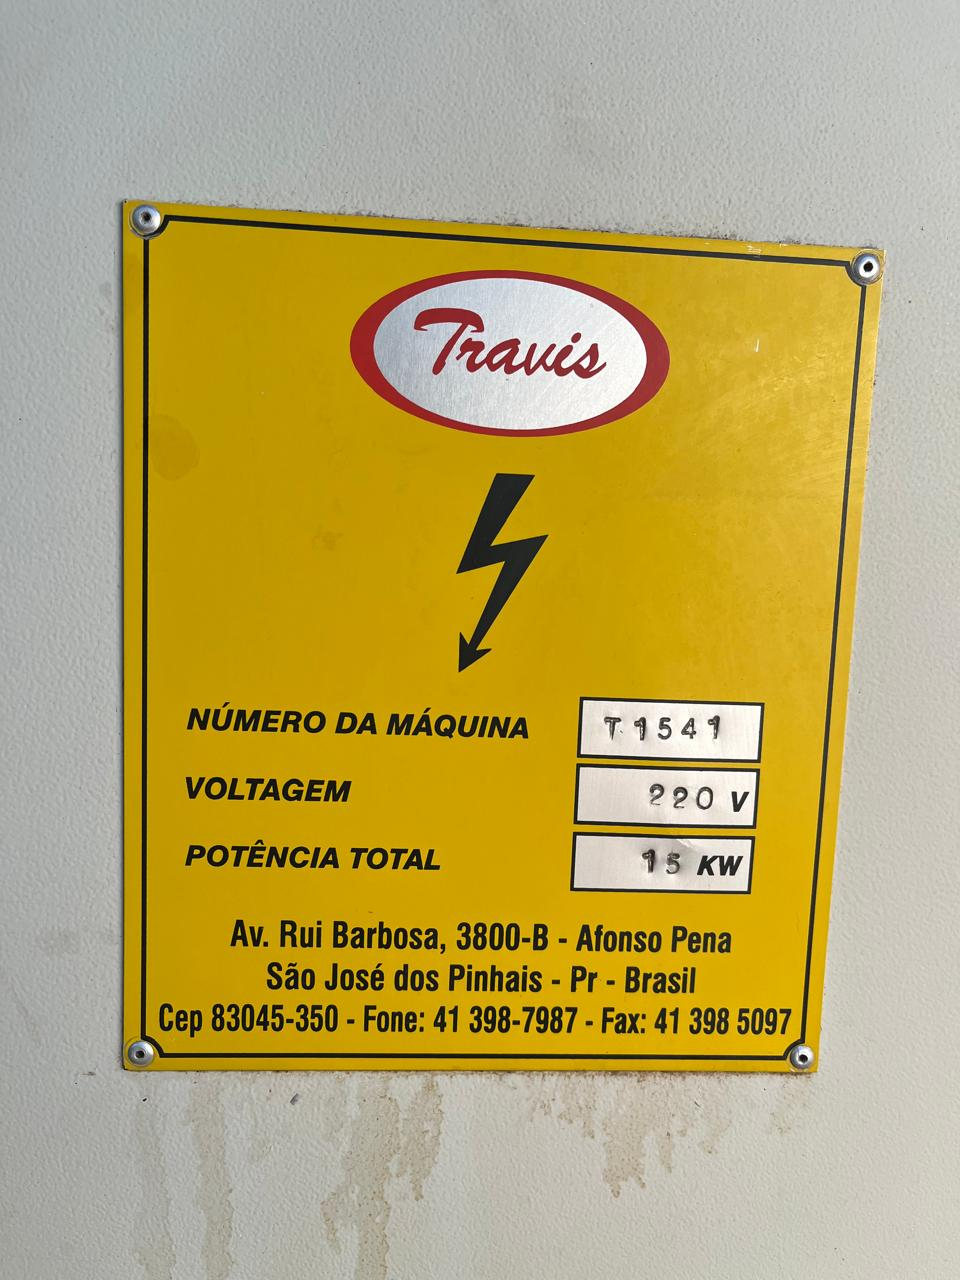 Travis
NÚMERO DA MÁQUINA T1541
VOLTAGEM 220 V
POTÊNCIA TOTAL 15 KW
Av. Rui Barbosa, 3800-B - Afonso Pena
São José dos Pinhais - Pr - Brasil
Cep 83045-350 - Fone: 41 398-7987 - Fax: 41 398 5097